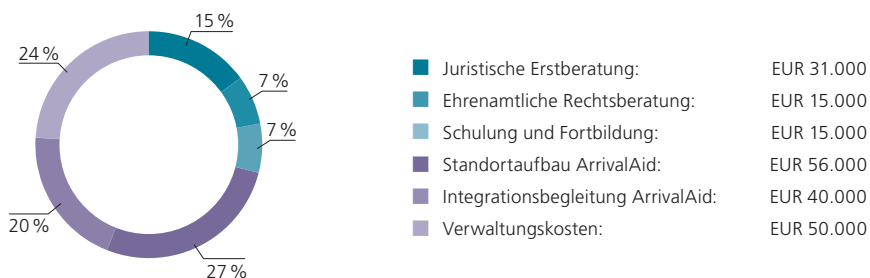 15 %
24 %
7 %
7 %
20 %
27 %
Juristische Erstberatung: EUR 31.000
Ehrenamtliche Rechtsberatung: EUR 15.000
Schulung und Fortbildung: EUR 15.000
Standortaufbau ArrivalAid: EUR 56.000
Integrationsbegleitung ArrivalAid: EUR 40.000
Verwaltungskosten: EUR 50.000